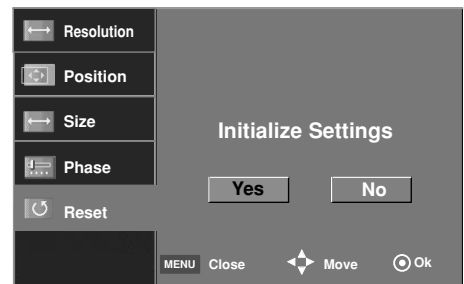 Resolution
Position
Size
Phase
Reset
Initialize Settings
Yes No
MENU Close Move Ok